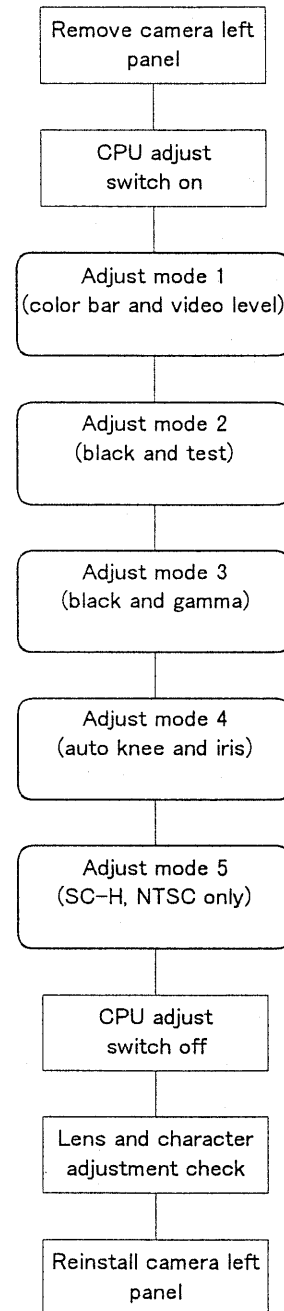 Remove camera left
panel
CPU adjust
switch on
Adjust mode 1
(color bar and video level)
Adjust mode 2
(black and test)
Adjust mode 3
(black and gamma)
Adjust mode 4
(auto knee and iris)
Adjust mode 5
(SC-H, NTSC only)
CPU adjust
switch off
Lens and character
adjustment check
Reinstall camera left
panel